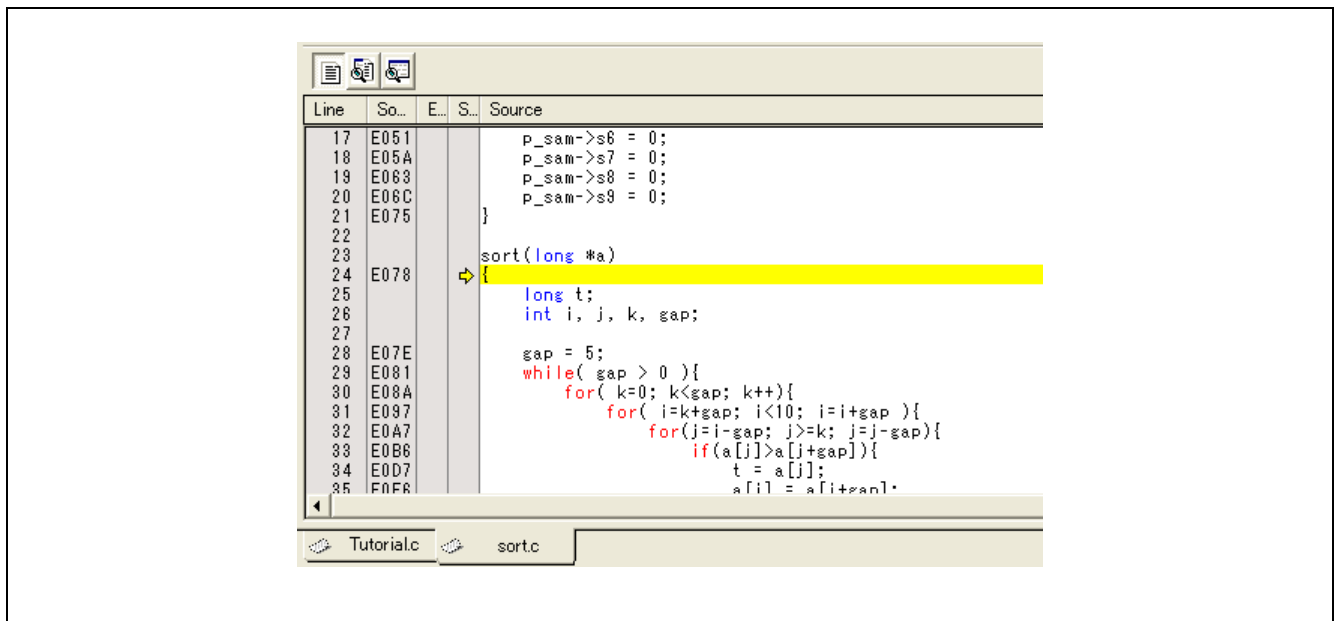 Line So... E... S... Source
17 E051 p_sam->s6 = 0;
18 E05A p_sam->s7 = 0;
19 E063 p_sam->s8 = 0;
20 E06C p_sam->s9 = 0;
21 E075 }
22
23 sort(long *a)
24 E078 {
25 long t;
26 int i, j, k, gap;
27
28 E07E gap = 5;
29 E081 while( gap > 0 ){
30 E08A for( k=0; k<gap; k++){
31 E097 for( i=k+gap; i<10; i=i+gap ){
32 E0A7 for(j=i-gap; j>=k; j=j-gap){
33 E0B6 if(a[j]>a[j+gap]){
34 E0D7 t = a[j];
35 E0F6 a[j] = a[j+gap];
Tutorial.c sort.c